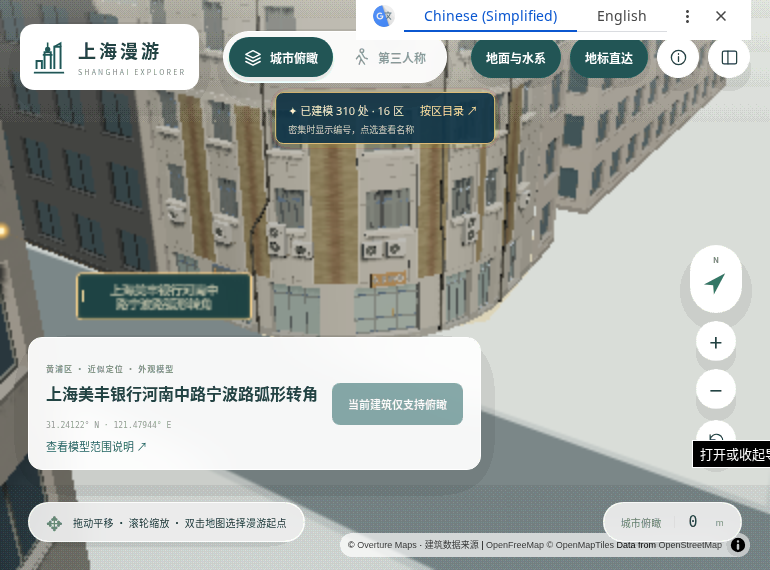 Chinese (Simplified)
English
上海漫游
SHANGHAI EXPLORER
城市俯瞰
第三人称
地面与水系
地标直达
✦ 已建模 310 处 · 16 区
按区目录 ↗
密集时显示编号，点选查看名称
N
上海美丰银行河南中
路宁波路弧形转角
黄浦区 · 近似定位 · 外观模型
上海美丰银行河南中路宁波路弧形转角
当前建筑仅支持俯瞰
31.24122° N · 121.47944° E
查看模型范围说明 ↗
打开或收起
拖动平移 · 滚轮缩放 · 双击地图选择漫游起点
城市俯瞰
0 m
© Overture Maps · 建筑数据来源 | OpenFreeMap © OpenMapTiles Data from OpenStreetMap